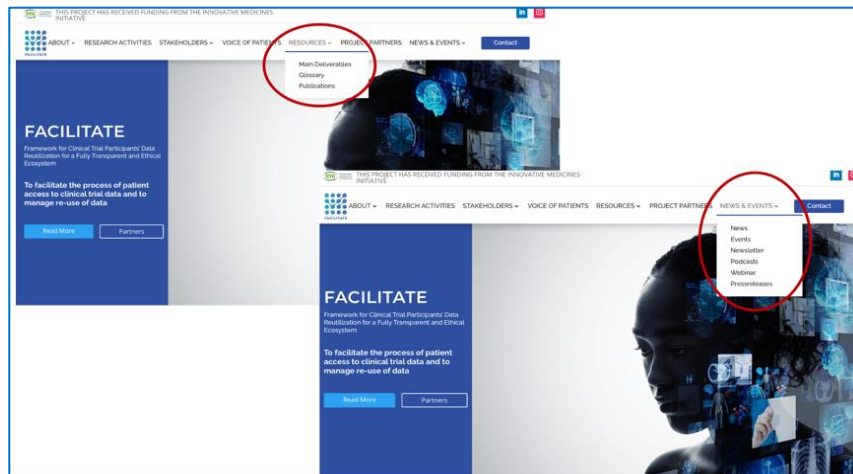 THIS PROJECT HAS RECEIVED FUNDING FROM THE INNOVATIVE MEDICINES
INITIATIVE
FACILITATE
ABOUT RESEARCH ACTIVITIES STAKEHOLDERS VOICE OF PATIENTS RESOURCES PROJECT PARTNERS NEWS & EVENTS Contact
Main Deliverables
Glossary
Publications
FACILITATE
Framework for Clinical Trial Participants' Data
Reutilization for a Fully Transparent and Ethical
Ecosystem
To facilitate the process of patient
access to clinical trial data and to
manage re-use of data
Read More Partners
THIS PROJECT HAS RECEIVED FUNDING FROM THE INNOVATIVE MEDICINES
INITIATIVE
FACILITATE
ABOUT RESEARCH ACTIVITIES STAKEHOLDERS VOICE OF PATIENTS RESOURCES PROJECT PARTNERS NEWS & EVENTS Contact
News
Events
Newsletter
Podcasts
Webinar
Pressreleases
FACILITATE
Framework for Clinical Trial Participants' Data
Reutilization for a Fully Transparent and Ethical
Ecosystem
To facilitate the process of patient
access to clinical trial data and to
manage re-use of data
Read More Partners